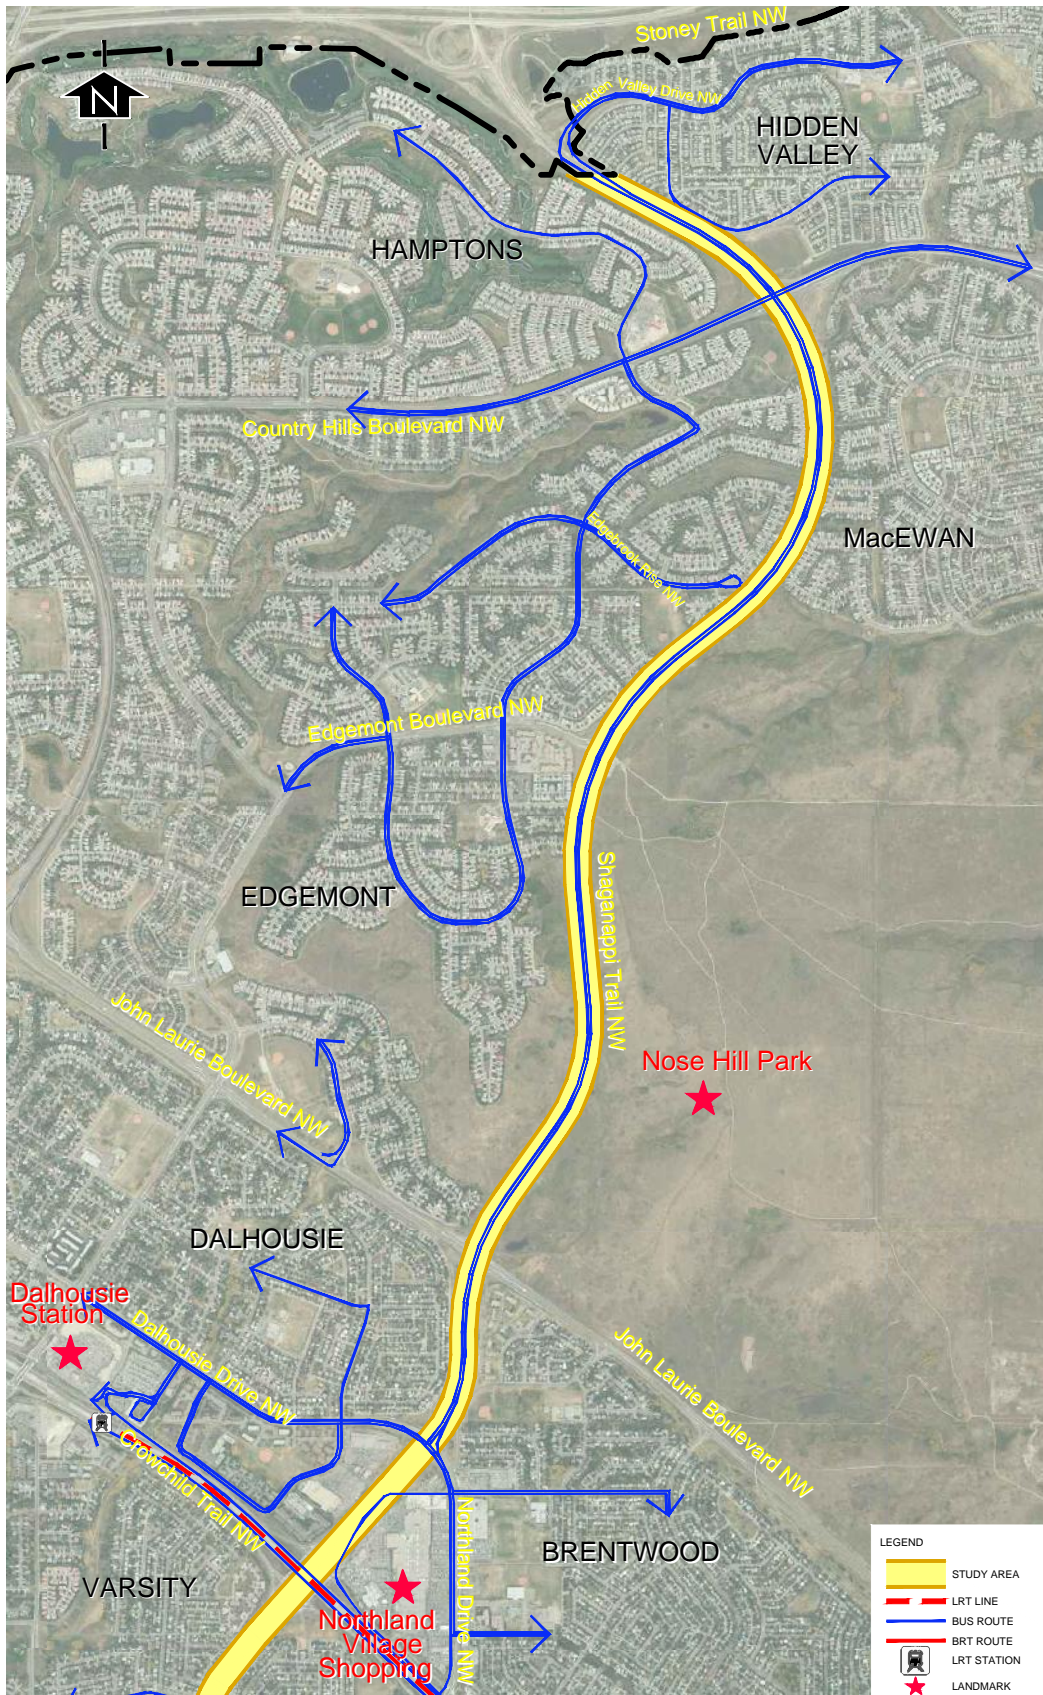 Stoney Trail NW
N
Hidden Valley Drive NW
HIDDEN
VALLEY
HAMPTONS
Country Hills Boulevard NW
Edgebrook Rise NW
MacEWAN
Edgemont Boulevard NW
EDGEMONT
Shaganappi Trail NW
John Laurie Boulevard NW
Nose Hill Park
DALHOUSIE
Dalhousie
Station
Dalhousie Drive NW
John Laurie Boulevard NW
Crowchild Trail NW
Northland Drive NW
BRENTWOOD
VARSITY
Northland
Village
Shopping
LEGEND
STUDY AREA
LRT LINE
BUS ROUTE
BRT ROUTE
LRT STATION
LANDMARK